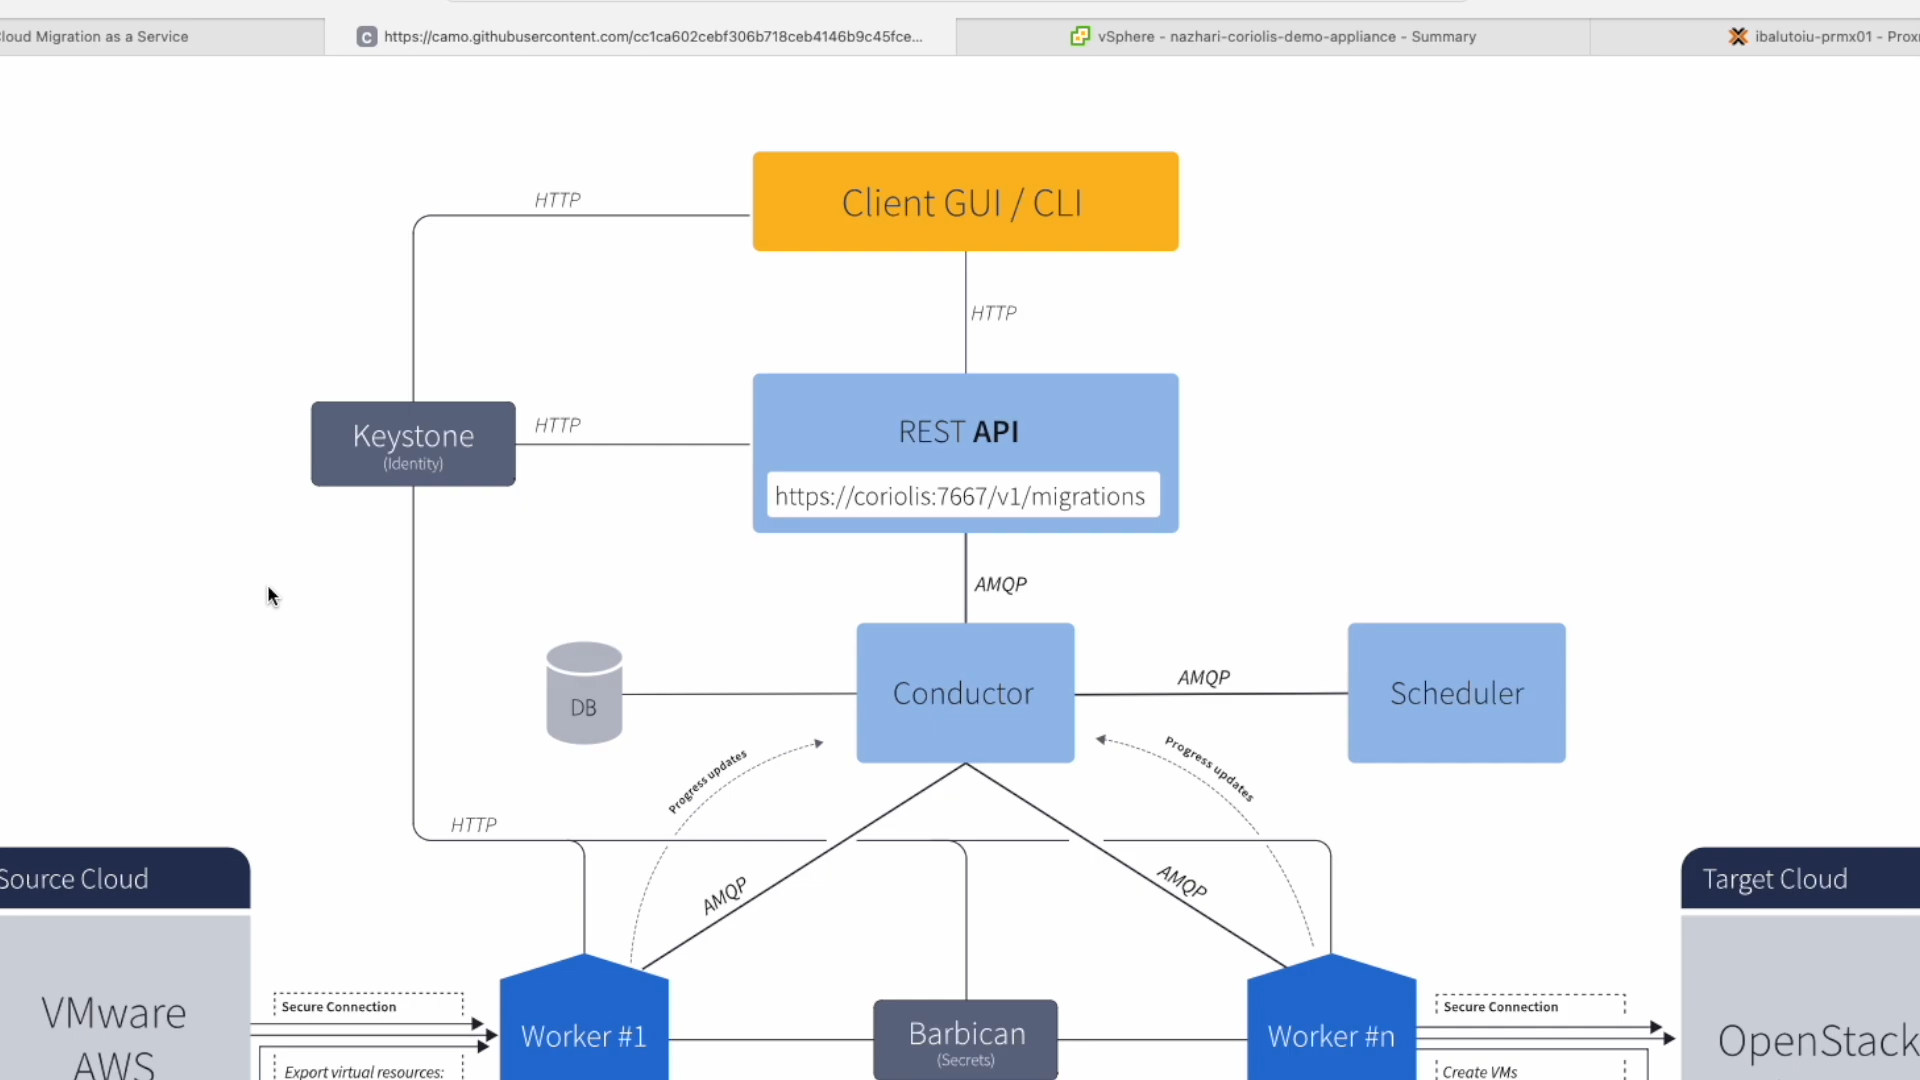 Cloud Migration as a Service
C https://camo.githubusercontent.com/cc1ca602cebf306b718ceb4146b9c45fce...
vSphere - nazhari-coriolis-demo-appliance - Summary
ibalutoiu-prmx01 - Prox
HTTP
Client GUI / CLI
HTTP
Keystone
(Identity)
HTTP
REST API
https://coriolis:7667/v1/migrations
AMQP
DB
Conductor
AMQP
Scheduler
Progress updates
Progress updates
HTTP
AMQP
AMQP
Source Cloud
Target Cloud
VMware
AWS
Secure Connection
Export virtual resources:
Worker #1
Barbican
(Secrets)
Worker #n
Secure Connection
Create VMs
OpenStack